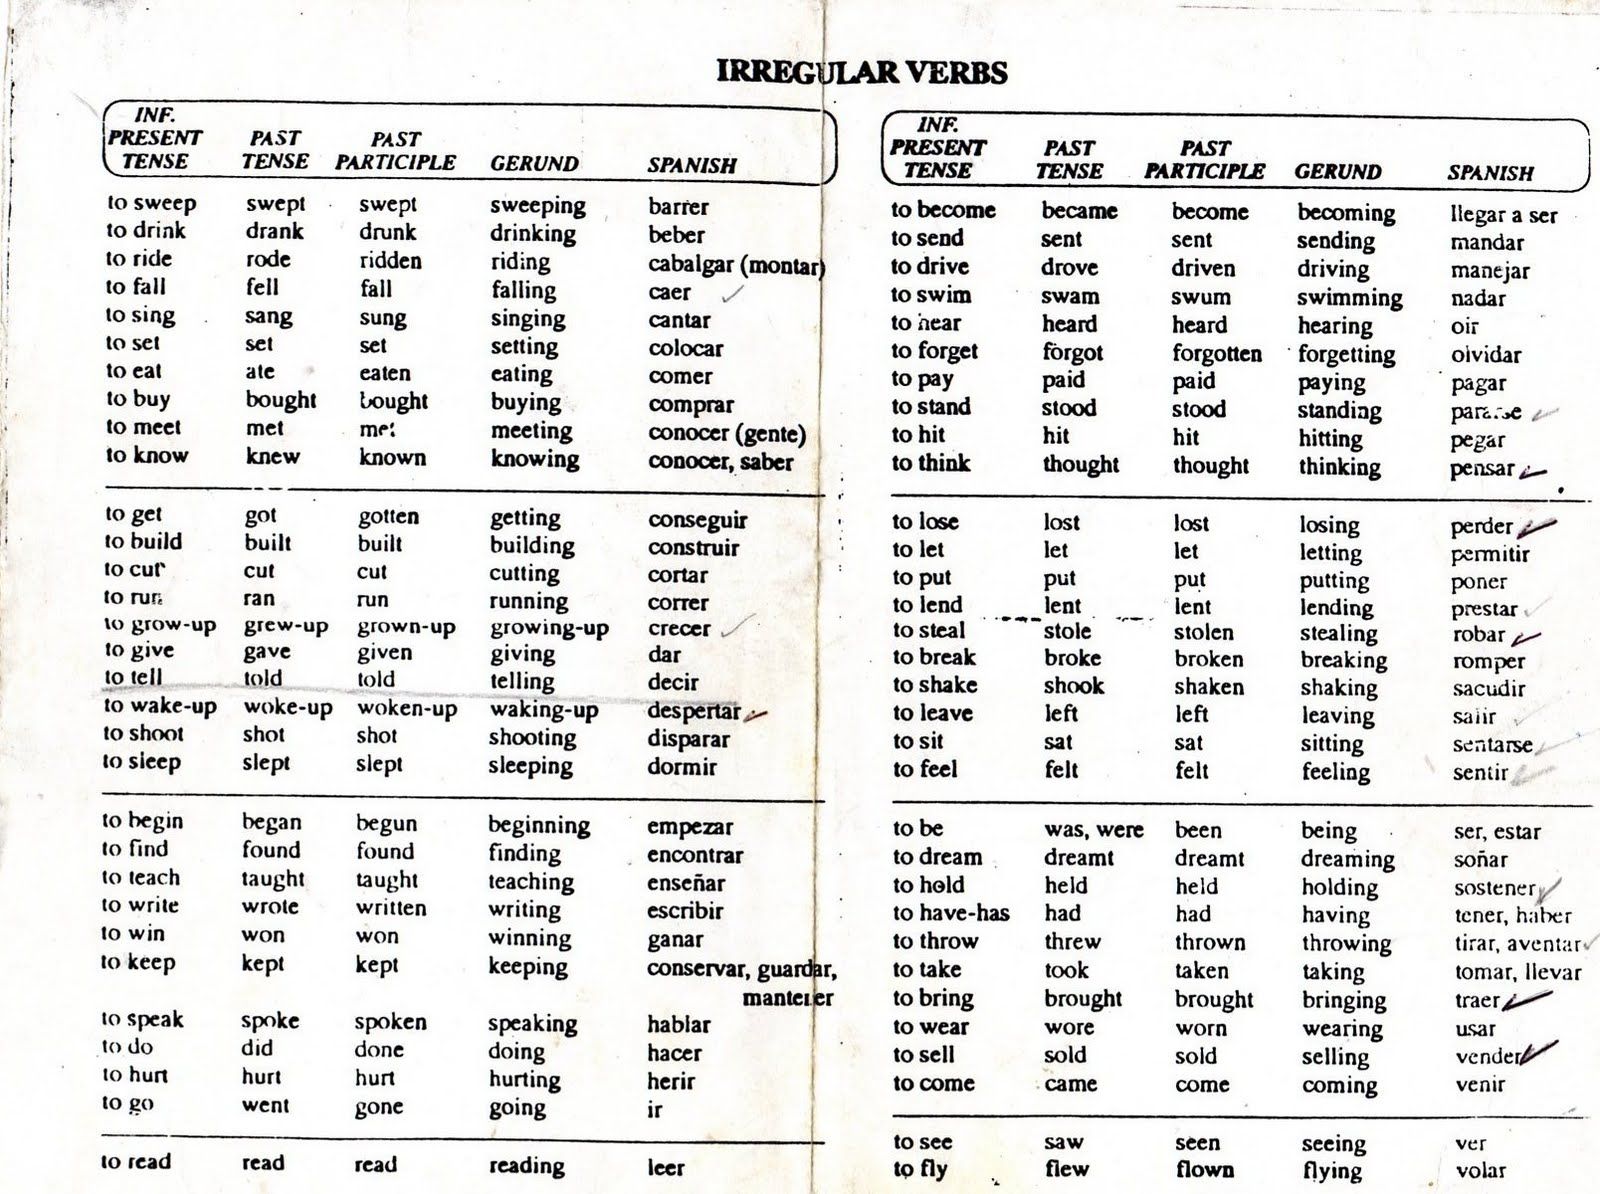 IRREGULAR VERBS
INF. PRESENT TENSE PAST TENSE PAST PARTICIPLE GERUND SPANISH
to sweep swept swept sweeping barrer
to drink drank drunk drinking beber
to ride rode ridden riding cabalgar (montar)
to fall fell fall falling caer
to sing sang sung singing cantar
to set set set setting colocar
to eat ate eaten eating comer
to buy bought bought buying comprar
to meet met met meeting conocer (gente)
to know knew known knowing conocer, saber
to get got gotten getting conseguir
to build built built building construir
to cut cut cut cutting cortar
to run ran run running correr
to grow-up grew-up grown-up growing-up crecer
to give gave given giving dar
to tell told told telling decir
to wake-up woke-up woken-up waking-up despertar
to shoot shot shot shooting disparar
to sleep slept slept sleeping dormir
to begin began begun beginning empezar
to find found found finding encontrar
to teach taught taught teaching enseñar
to write wrote written writing escribir
to win won won winning ganar
to keep kept kept keeping conservar, guardar,
mantener
to speak spoke spoken speaking hablar
to do did done doing hacer
to hurt hurt hurt hurting herir
to go went gone going ir
to read read read reading leer
INF. PRESENT TENSE PAST TENSE PAST PARTICIPLE GERUND SPANISH
to become became become becoming llegar a ser
to send sent sent sending mandar
to drive drove driven driving manejar
to swim swam swum swimming nadar
to hear heard heard hearing oir
to forget forgot forgotten forgetting olvidar
to pay paid paid paying pagar
to stand stood stood standing pararse
to hit hit hit hitting pegar
to think thought thought thinking pensar
to lose lost lost losing perder
to let let let letting permitir
to put put put putting poner
to lend lent lent lending prestar
to steal stole stolen stealing robar
to break broke broken breaking romper
to shake shook shaken shaking sacudir
to leave left left leaving salir
to sit sat sat sitting sentarse
to feel felt felt feeling sentir
to be was, were been being ser, estar
to dream dreamt dreamt dreaming soñar
to hold held held holding sostener
to have-has had had having tener, haber
to throw threw thrown throwing tirar, aventar
to take took taken taking tomar, llevar
to bring brought brought bringing traer
to wear wore worn wearing usar
to sell sold sold selling vender
to come came come coming venir
to see saw seen seeing ver
to fly flew flown flying volar